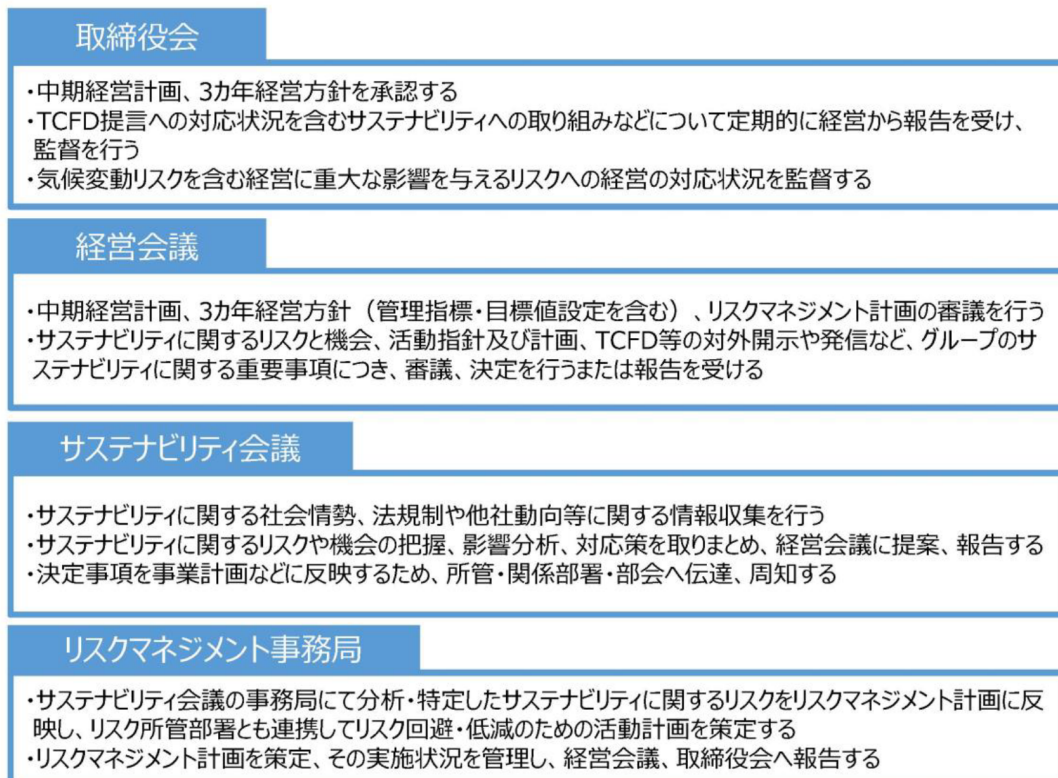 取締役会
・中期経営計画、3カ年経営方針を承認する
・TCFD提言への対応状況を含むサステナビリティへの取り組みなどについて定期的に経営から報告を受け、
監督を行う
・気候変動リスクを含む経営に重大な影響を与えるリスクへの経営の対応状況を監督する
経営会議
・中期経営計画、3カ年経営方針（管理指標・目標値設定を含む）、リスクマネジメント計画の審議を行う
・サステナビリティに関するリスクと機会、活動指針及び計画、TCFD等の対外開示や発信など、グループのサ
ステナビリティに関する重要事項につき、審議、決定を行うまたは報告を受ける
サステナビリティ会議
・サステナビリティに関する社会情勢、法規制や他社動向等に関する情報収集を行う
・サステナビリティに関するリスクや機会の把握、影響分析、対応策を取りまとめ、経営会議に提案、報告する
・決定事項を事業計画などに反映するため、所管・関係部署・部会へ伝達、周知する
リスクマネジメント事務局
・サステナビリティ会議の事務局にて分析・特定したサステナビリティに関するリスクをリスクマネジメント計画に反
映し、リスク所管部署とも連携してリスク回避・低減のための活動計画を策定する
・リスクマネジメント計画を策定、その実施状況を管理し、経営会議、取締役会へ報告する